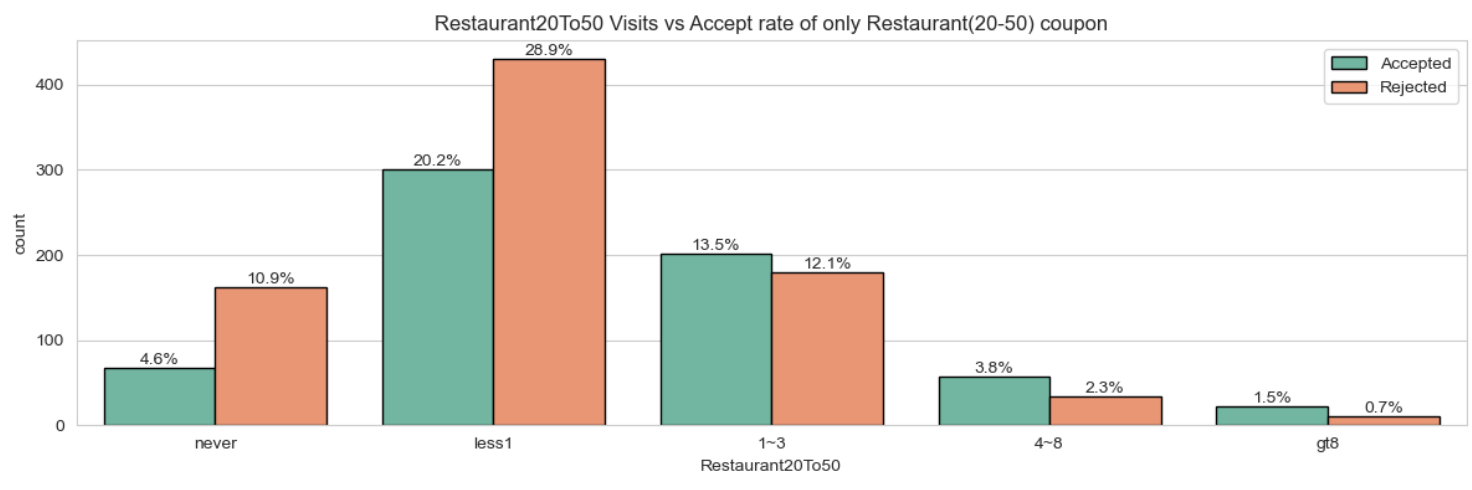 Restaurant20To50 Visits vs Accept rate of only Restaurant(20-50) coupon
Accepted
Rejected
count
400
300
200
100
0
4.6%
10.9%
20.2%
28.9%
13.5%
12.1%
3.8%
2.3%
1.5%
0.7%
never
less1
1~3
4~8
gt8
Restaurant20To50